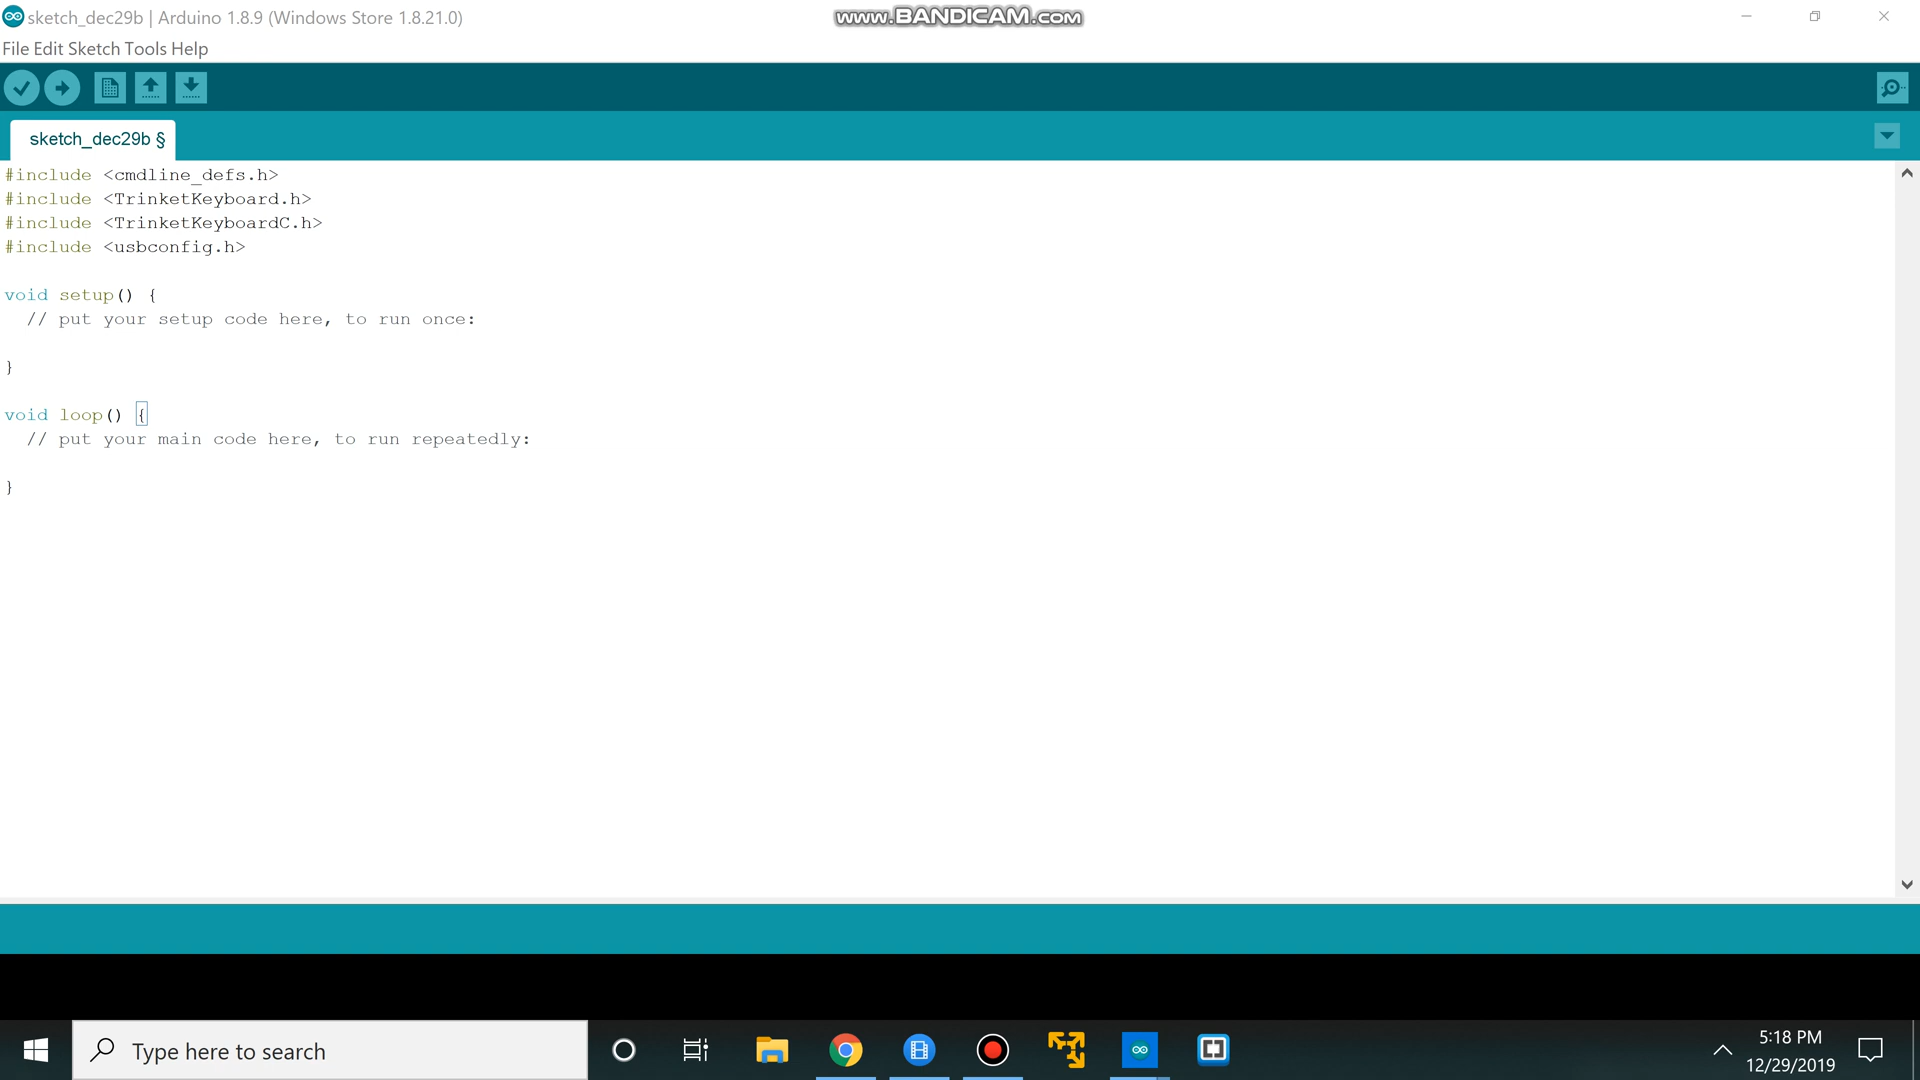 sketch_dec29b | Arduino 1.8.9 (Windows Store 1.8.21.0)
www.BANDICAM.com
File Edit Sketch Tools Help
sketch_dec29b §
#include <cmdline_defs.h>
#include <TrinketKeyboard.h>
#include <TrinketKeyboardC.h>
#include <usbconfig.h>
void setup() {
// put your setup code here, to run once:
}
void loop() {
// put your main code here, to run repeatedly:
}
Type here to search
5:18 PM
12/29/2019